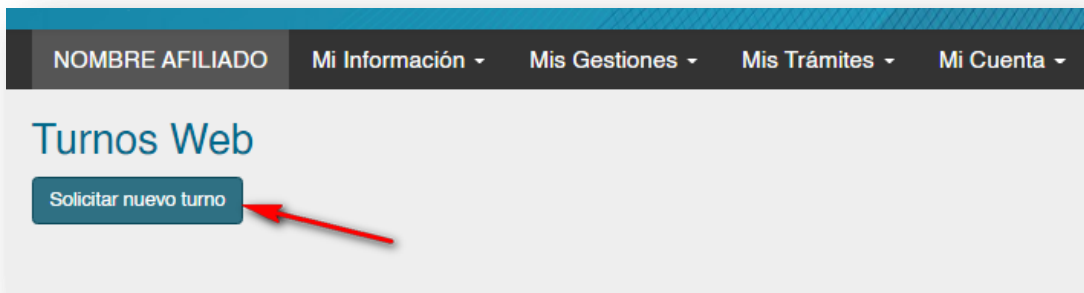 NOMBRE AFILIADO Mi Información Mis Gestiones Mis Trámites Mi Cuenta
Turnos Web
Solicitar nuevo turno